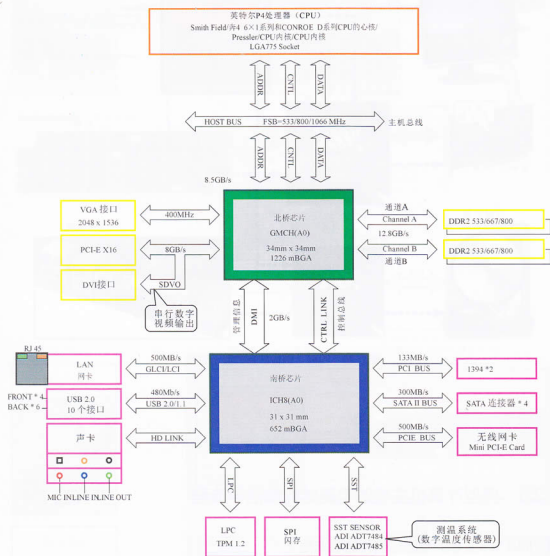 英特尔P4处理器（CPU）
Smith Field/奔4 6×1系列和CONROE D系列CPU的心核/
Pressler/CPU内核/CPU内核
LGA775 Socket
ADDR
CNTL
DATA
HOST BUS FSB=533/800/1066 MHz
主机总线
ADDR
CNTL
DATA
8.5GB/s
VGA 接口
2048 x 1536
400MHz
PCI-E X16
8GB/s
DVI接口
SDVO
串行数字
视频输出
北桥芯片
GMCH(A0)
34mm x 34mm
1226 mBGA
通道A
Channel A
12.8GB/s
Channel B
通道B
DDR2 533/667/800
DDR2 533/667/800
管理信息
DMI
2GB/s
CTRL LINK
控制总线
RJ 45
LAN
网卡
500MB/s
GLCI/LCI
FRONT * 4
BACK * 6
USB 2.0
10 个接口
480Mb/s
USB 2.0/1.1
声卡
HD LINK
MIC IN
LINE IN
LINE OUT
南桥芯片
ICH8(A0)
31 x 31 mm
652 mBGA
133MB/s
PCI BUS
1394 *2
300MB/s
SATA II BUS
SATA 连接器 * 4
500MB/s
PCIE BUS
无线网卡
Mini PCI-E Card
LPC
SPI
SST
LPC
TPM 1.2
SPI
闪存
SST SENSOR
ADI ADT7484
ADI ADT7485
测温系统
(数字温度传感器)